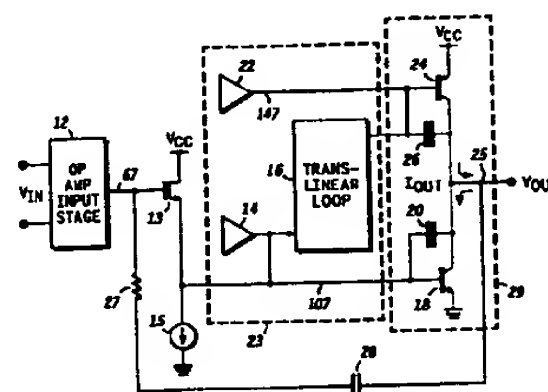 22
VCC
24
147
12
VCC
26
25
67
16
OP
AMP
INPUT
STAGE
TRANS-
LINEAR
LOOP
VIN
13
IOUT
VOU
14
20
27
107
18
29
15
23
28